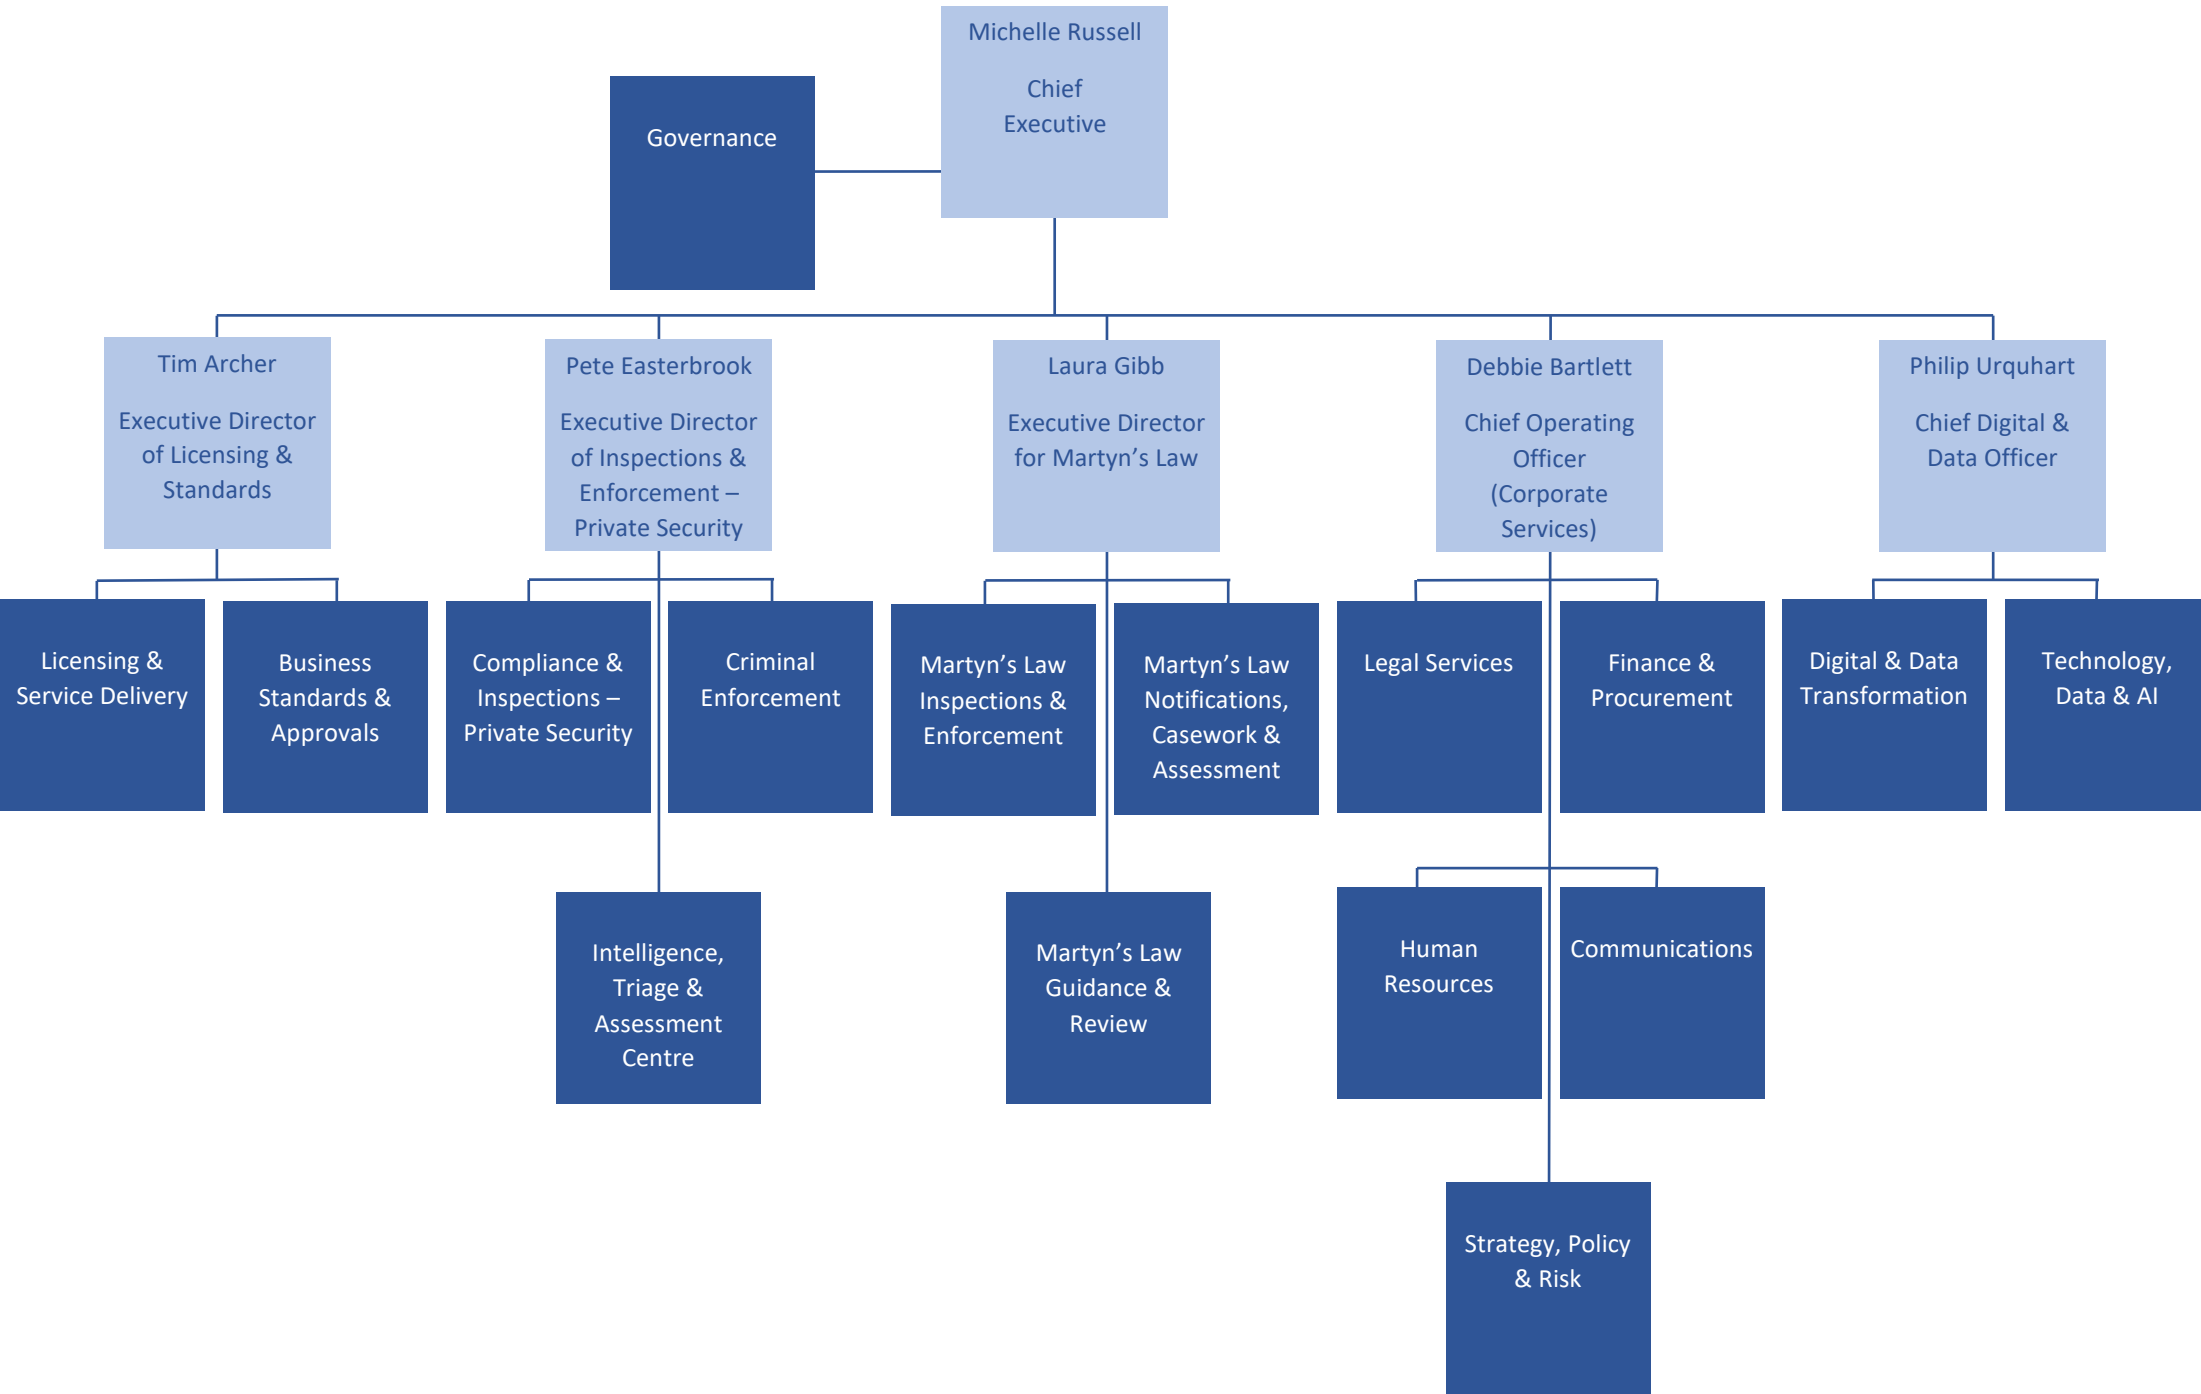 Michelle Russell
Chief
Executive
Governance
Tim Archer
Executive Director
of Licensing &
Standards
Pete Easterbrook
Executive Director
of Inspections &
Enforcement –
Private Security
Laura Gibb
Executive Director
for Martyn’s Law
Debbie Bartlett
Chief Operating
Officer
(Corporate
Services)
Philip Urquhart
Chief Digital &
Data Officer
Licensing &
Service Delivery
Business
Standards &
Approvals
Compliance &
Inspections –
Private Security
Criminal
Enforcement
Martyn’s Law
Inspections &
Enforcement
Martyn’s Law
Notifications,
Casework &
Assessment
Legal Services
Finance &
Procurement
Digital & Data
Transformation
Technology,
Data & AI
Intelligence,
Triage &
Assessment
Centre
Martyn’s Law
Guidance &
Review
Human
Resources
Communications
Strategy, Policy
& Risk